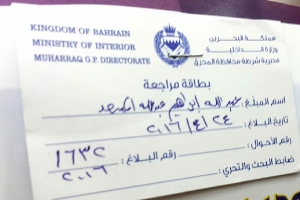 KINGDOM OF BAHRAIN
MINISTRY OF INTERIOR
MUHARRAQ G.P. DIRECTORATE
مملكة البحرين
وزارة الداخلية
مديرية شرطة محافظة المحرق
بطاقة مراجعة
اسم المبلغ: عبد الله إبراهيم عبد الله
تاريخ البلاغ: ٢٠١٦/٤/٢٤
رقم الأحوال: رقم البلاغ: ١٦٣٢
ضابط البحث والتحري: ٢٠١٦